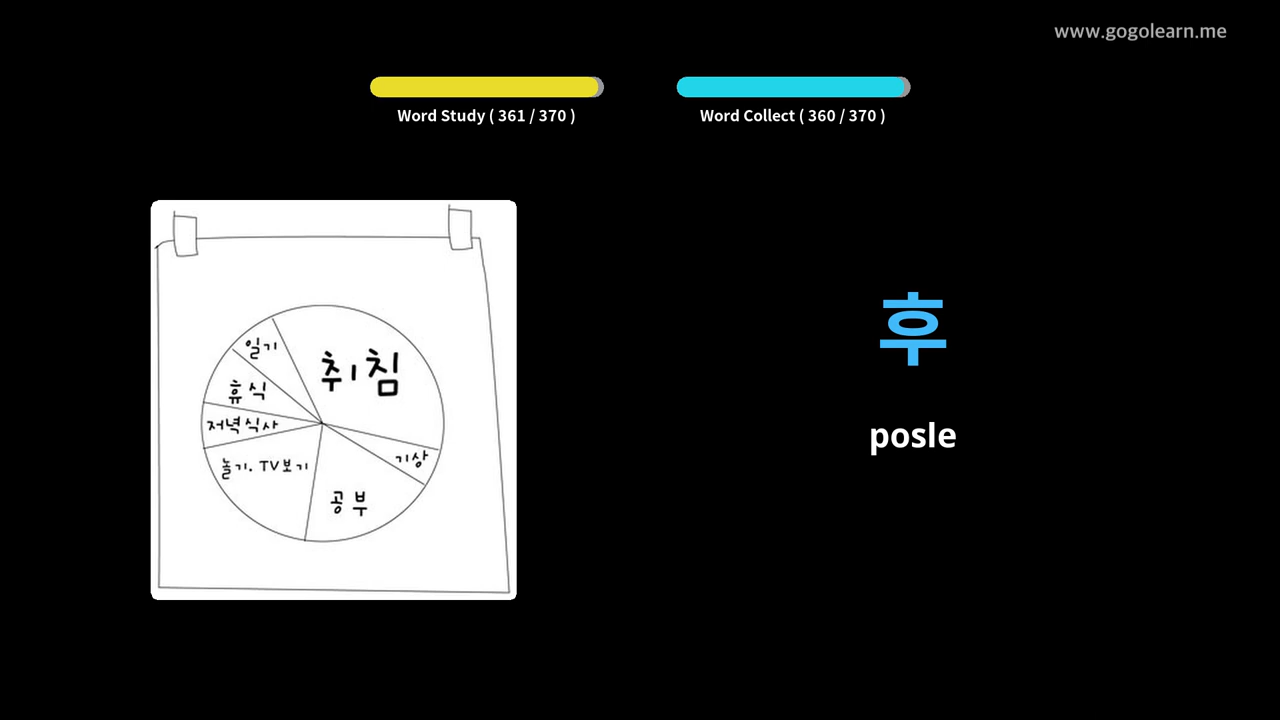 www.gogolearn.me
Word Study ( 361 / 370 )
Word Collect ( 360 / 370 )
일기
취침
휴식
저녁식사
놀기. TV보기
기상
공부
후
posle